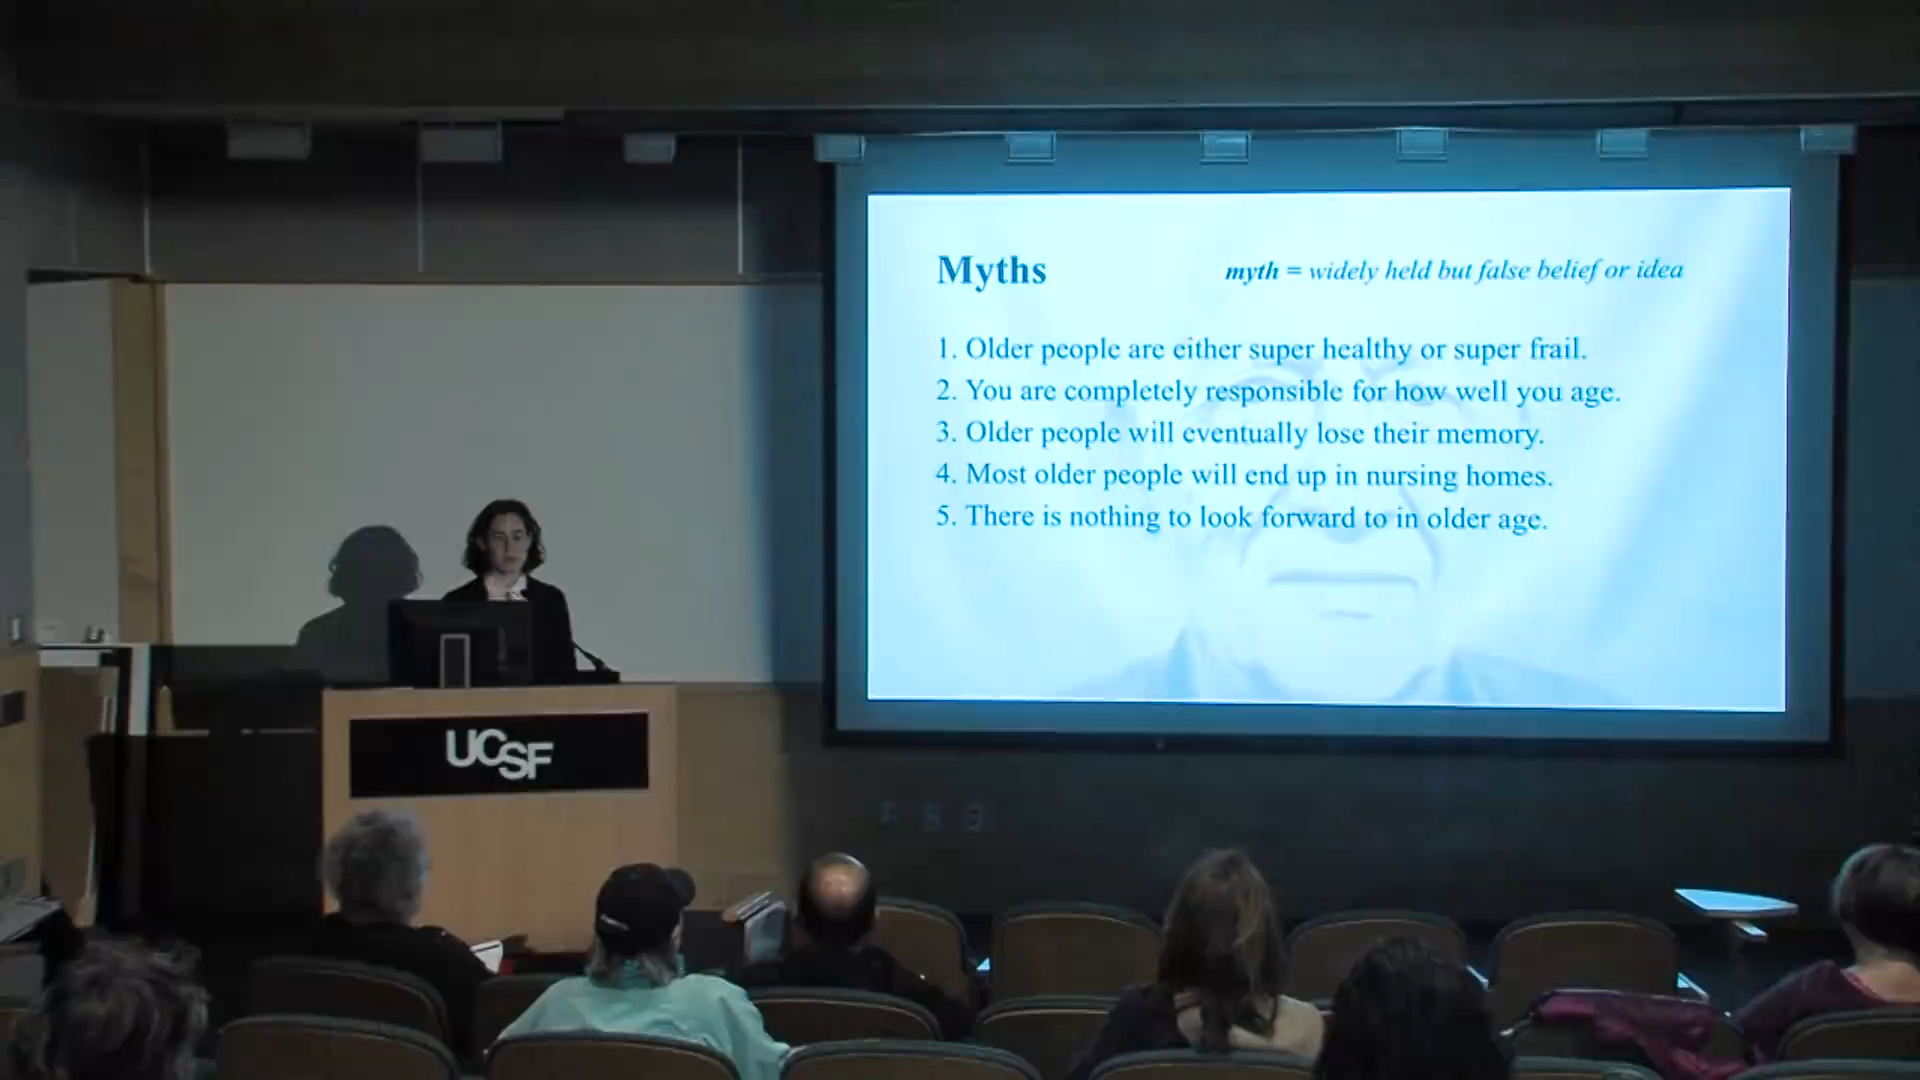 Myths
myth = widely held but false belief or idea
1. Older people are either super healthy or super frail.
2. You are completely responsible for how well you age.
3. Older people will eventually lose their memory.
4. Most older people will end up in nursing homes.
5. There is nothing to look forward to in older age.
UCSF